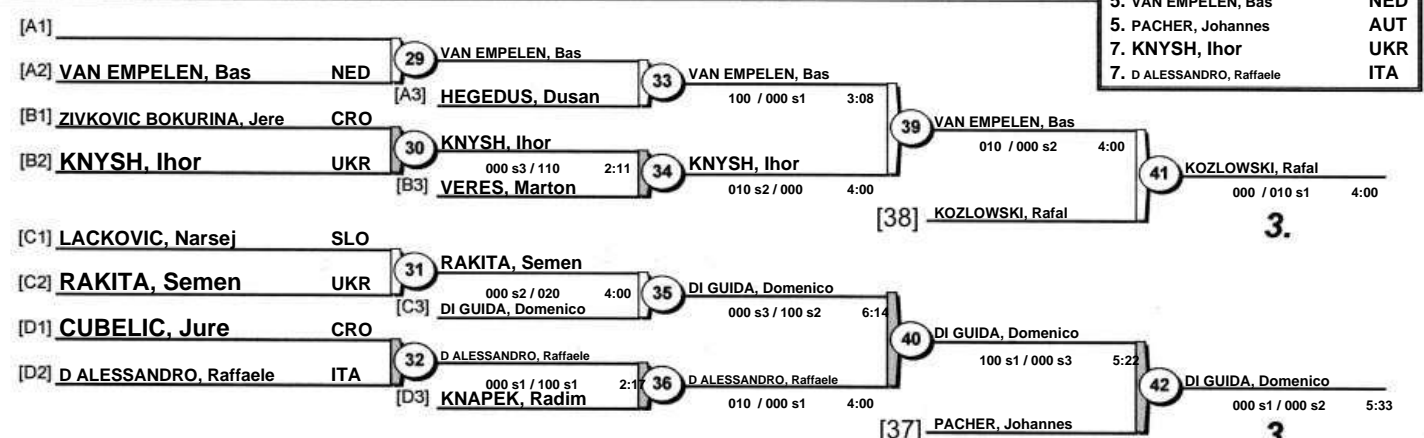 5. VAN EMPELEN, Bas NED
5. PACHER, Johannes AUT
7. KNYSH, Ihor UKR
7. D ALESSANDRO, Raffaele ITA
[A1]
29 VAN EMPELEN, Bas
[A2] VAN EMPELEN, Bas NED
33 VAN EMPELEN, Bas
[A3] HEGEDUS, Dusan
100 / 000 s1 3:08
[B1] ZIVKOVIC BOKURINA, Jere CRO
39 VAN EMPELEN, Bas
30 KNYSH, Ihor
010 / 000 s2 4:00
[B2] KNYSH, Ihor UKR
000 s3 / 110 2:11
34 KNYSH, Ihor
41 KOZLOWSKI, Rafal
[B3] VERES, Marton
010 s2 / 000 4:00
000 / 010 s1 4:00
[38] KOZLOWSKI, Rafal
3.
[C1] LACKOVIC, Narsej SLO
31 RAKITA, Semen
[C2] RAKITA, Semen UKR
000 s2 / 020 4:00
35 DI GUIDA, Domenico
[C3] DI GUIDA, Domenico
000 s3 / 100 s2 6:14
[D1] CUBELIC, Jure CRO
40 DI GUIDA, Domenico
32 D ALESSANDRO, Raffaele
100 s1 / 000 s3 5:22
[D2] D ALESSANDRO, Raffaele ITA
000 s1 / 100 s1 2:17
36 D ALESSANDRO, Raffaele
42 DI GUIDA, Domenico
[D3] KNAPEK, Radim
010 / 000 s1 4:00
000 s1 / 000 s2 5:33
[37] PACHER, Johannes
3.